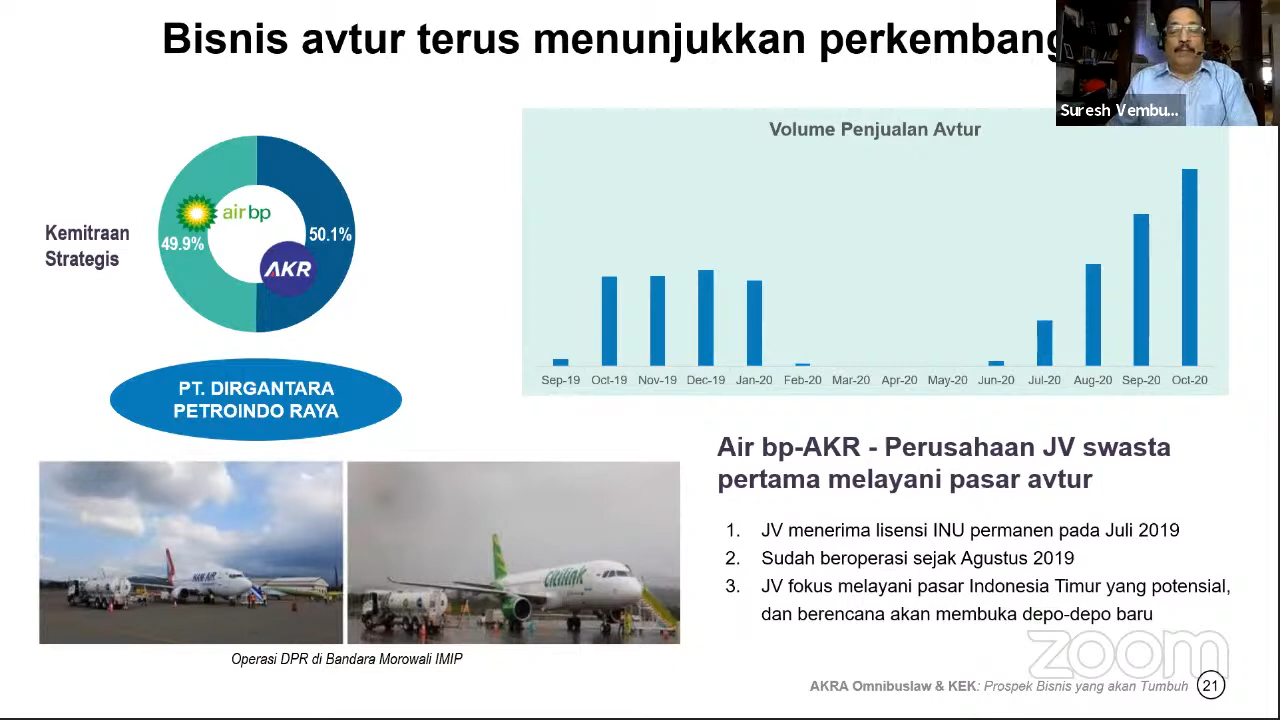 Bisnis avtur terus menunjukkan
Suresh Vembu...
Kemitraan
Strategis
air bp
49.9%
50.1%
AKR
PT. DIRGANTARA
PETROINDO RAYA
Volume Penjualan Avtur
Sep-19 Oct-19 Nov-19 Dec-19 Jan-20 Feb-20 Mar-20 Apr-20 May-20 Jun-20 Jul-20 Aug-20 Sep-20 Oct-20
Citilink
Operasi DPR di Bandara Morowali IMIP
Air bp-AKR - Perusahaan JV swasta
pertama melayani pasar avtur
1. JV menerima lisensi INU permanen pada Juli 2019
2. Sudah beroperasi sejak Agustus 2019
3. JV fokus melayani pasar Indonesia Timur yang potensial,
dan berencana akan membuka depo-depo baru
zoom
AKRA Omnibuslaw & KEK: Prospek Bisnis yang akan Tumbuh 21